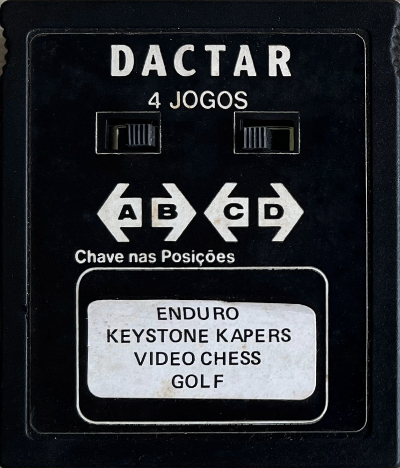 DACTAR
4 JOGOS
A B C D
Chave nas Posições
ENDURO
KEYSTONE KAPERS
VIDEO CHESS
GOLF